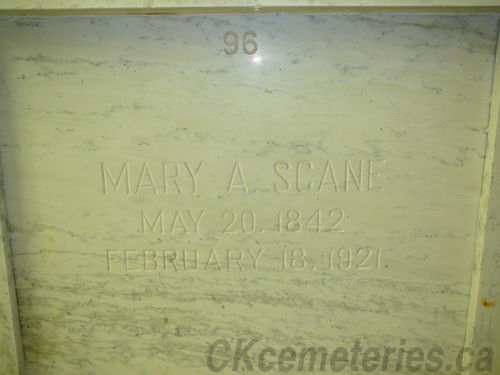 96
MARY A. SCANE
MAY 20, 1842
FEBRUARY 18, 1921
CKcemeteries.ca